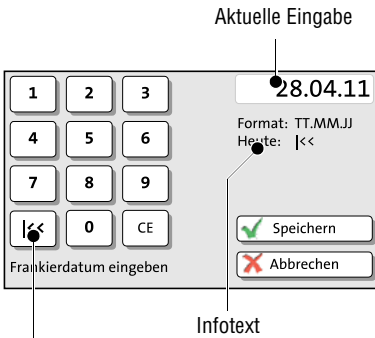 Aktuelle Eingabe
28.04.11
1 2 3
Format: TT.MM.JJ
4 5 6
Heute: |<<
7 8 9
|<< 0 CE
Speichern
Frankierdatum eingeben
Abbrechen
Infotext